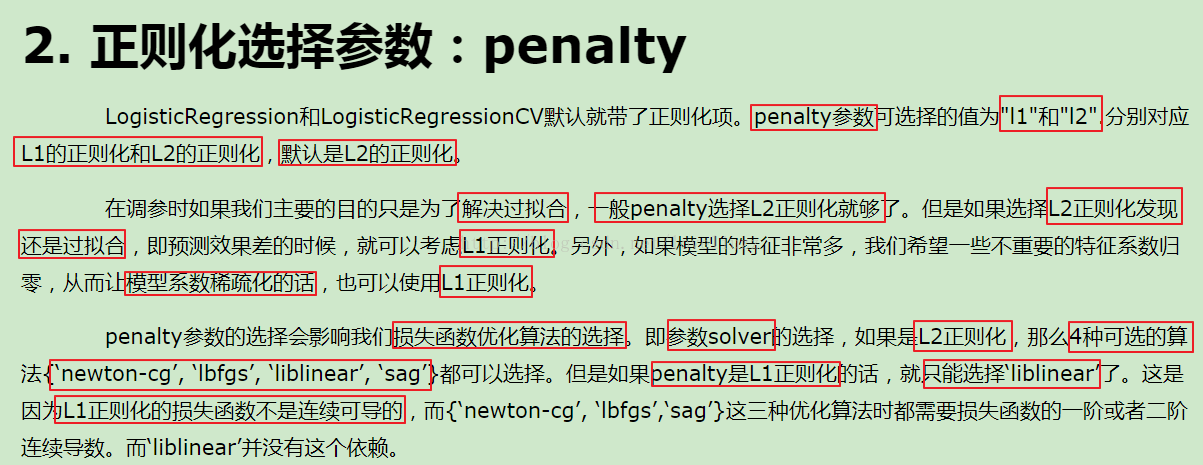 2. 正则化选择参数：penalty
LogisticRegression和LogisticRegressionCV默认就带了正则化项。penalty参数可选择的值为"l1"和"l2".分别对应
L1的正则化和L2的正则化，默认是L2的正则化。
在调参时如果我们主要的目的只是为了解决过拟合，一般penalty选择L2正则化就够了。但是如果选择L2正则化发现
还是过拟合，即预测效果差的时候，就可以考虑L1正则化。另外，如果模型的特征非常多，我们希望一些不重要的特征系数归
零，从而让模型系数稀疏化的话，也可以使用L1正则化。
penalty参数的选择会影响我们损失函数优化算法的选择。即参数solver的选择，如果是L2正则化，那么4种可选的算
法{‘newton-cg’, ‘lbfgs’, ‘liblinear’, ‘sag’}都可以选择。但是如果penalty是L1正则化的话，就只能选择‘liblinear’了。这是
因为L1正则化的损失函数不是连续可导的，而{‘newton-cg’, ‘lbfgs’,‘sag’}这三种优化算法时都需要损失函数的一阶或者二阶
连续导数。而‘liblinear’并没有这个依赖。